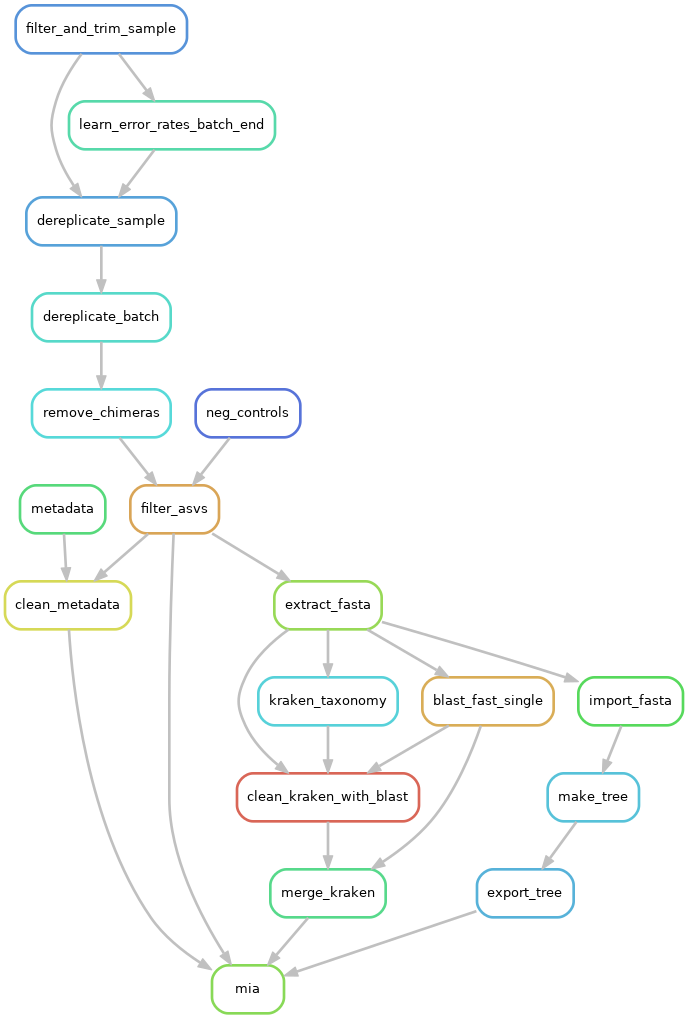 filter_and_trim_sample
learn_error_rates_batch_end
dereplicate_sample
dereplicate_batch
remove_chimeras
neg_controls
metadata
filter_asvs
clean_metadata
extract_fasta
kraken_taxonomy
blast_fast_single
import_fasta
clean_kraken_with_blast
make_tree
merge_kraken
export_tree
mia